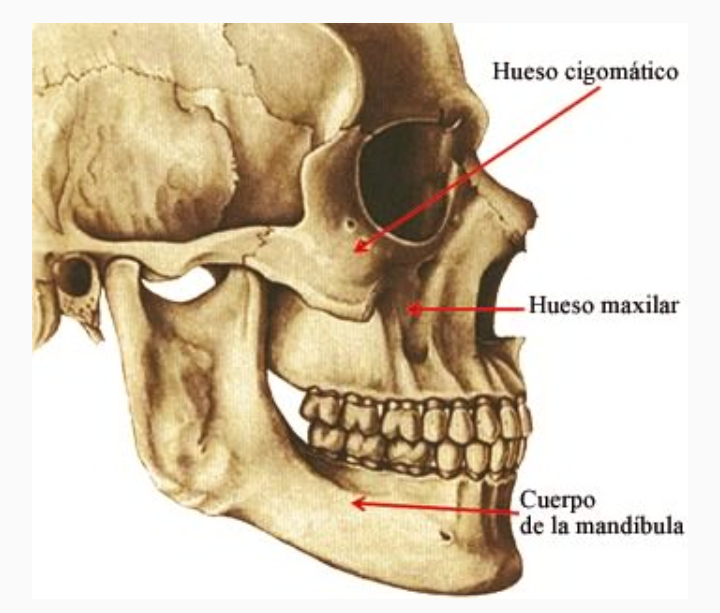 Hueso cigomático
Hueso maxilar
Cuerpo
de la mandíbula